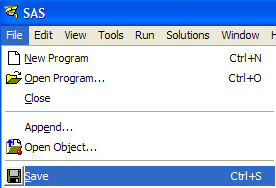 SAS
File Edit View Tools Run Solutions Window
New Program Ctrl+N
Open Program... Ctrl+O
Close
Append...
Open Object...
Save Ctrl+S